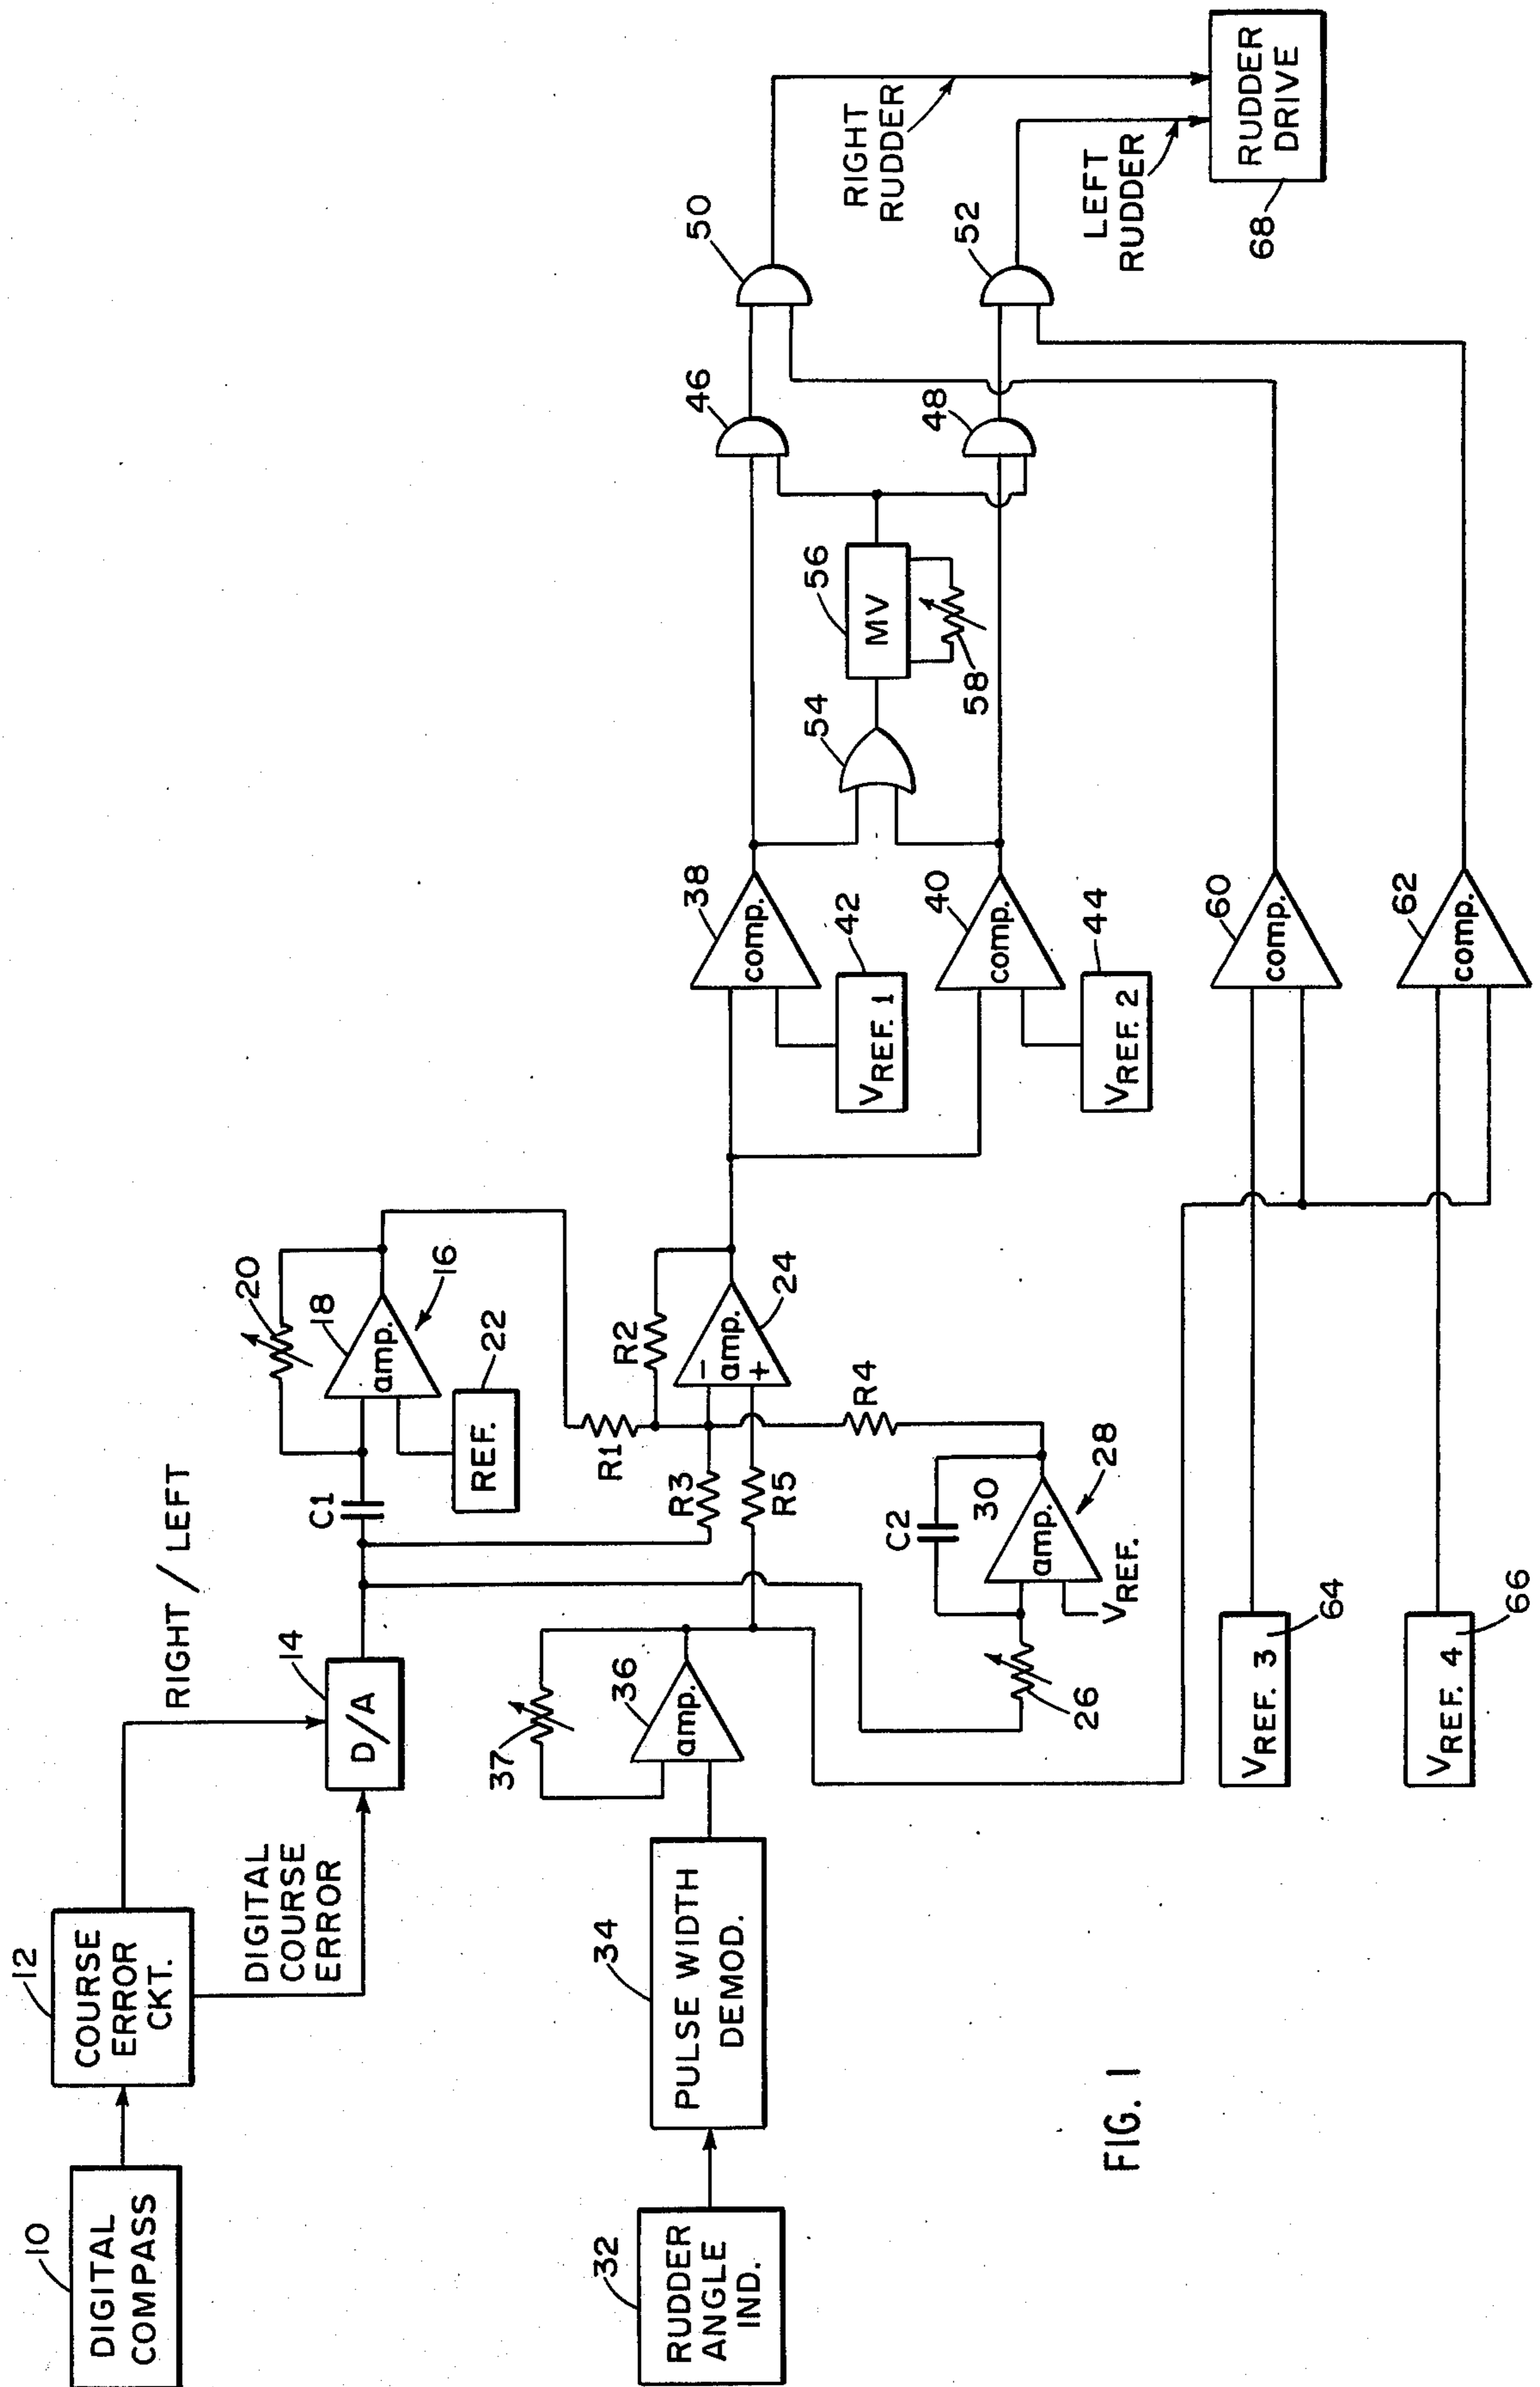 10
DIGITAL
COMPASS
12
COURSE
ERROR
CKT.
DIGITAL
COURSE
ERROR
RIGHT / LEFT
14
D/A
C1
20
18
amp.
16
REF.
22
32
RUDDER
ANGLE
IND.
34
PULSE WIDTH
DEMOD.
37
36
amp.
R1
R2
R3
R5
-
amp.
+
24
R4
26
C2
30
amp.
28
VREF.
38
comp.
VREF. 1
42
40
comp.
VREF. 2
44
54
MV
56
58
46
48
50
52
RIGHT
RUDDER
LEFT
RUDDER
RUDDER
DRIVE
68
VREF. 3
64
VREF. 4
66
60
comp.
62
comp.
FIG. 1